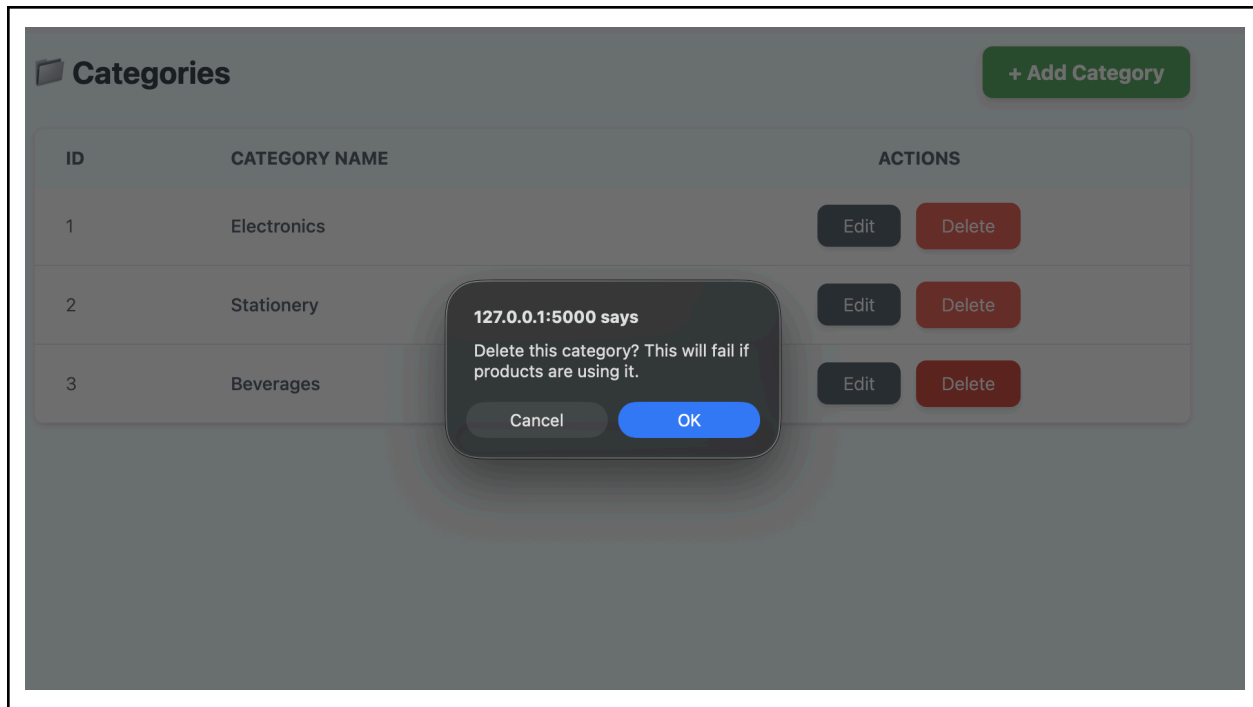 Categories
+ Add Category
ID CATEGORY NAME ACTIONS
1 Electronics Edit Delete
2 Stationery Edit Delete
3 Beverages Edit Delete
127.0.0.1:5000 says
Delete this category? This will fail if
products are using it.
Cancel OK